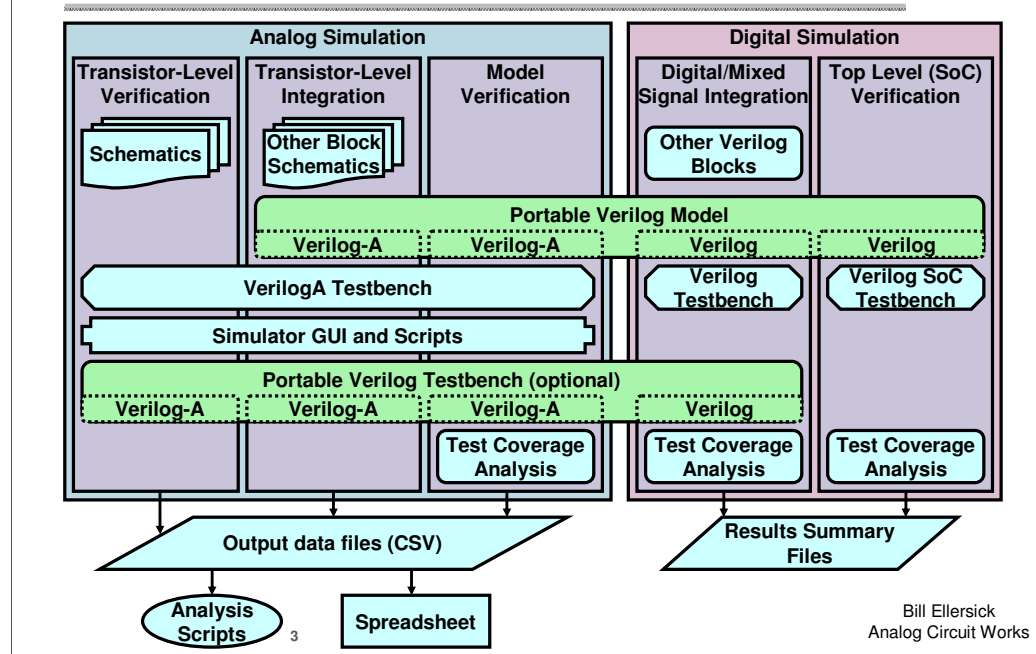 Analog Simulation
Digital Simulation
Transistor-Level
Verification
Transistor-Level
Integration
Model
Verification
Digital/Mixed
Signal Integration
Top Level (SoC)
Verification
Schematics
Other Block
Schematics
Other Verilog
Blocks
Portable Verilog Model
Verilog-A
Verilog-A
Verilog
Verilog
VerilogA Testbench
Verilog
Testbench
Verilog SoC
Testbench
Simulator GUI and Scripts
Portable Verilog Testbench (optional)
Verilog-A
Verilog-A
Verilog-A
Verilog
Test Coverage
Analysis
Test Coverage
Analysis
Test Coverage
Analysis
Output data files (CSV)
Results Summary
Files
Analysis
Scripts
Spreadsheet
3
Bill Ellersick
Analog Circuit Works